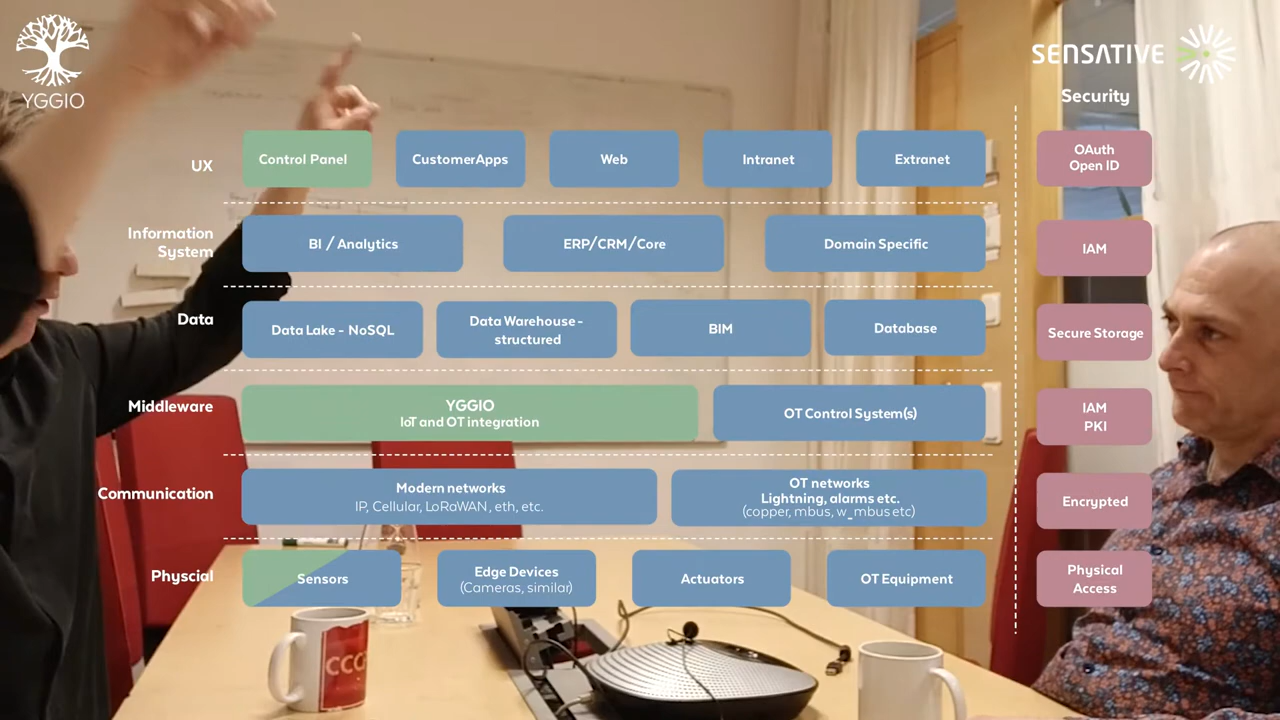 YGGIO
SENSATIVE
Security
UX
Control Panel
CustomerApps
Web
Intranet
Extranet
OAuth
Open ID
Information
System
BI / Analytics
ERP/CRM/Core
Domain Specific
IAM
Data
Data Lake - NoSQL
Data Warehouse -
structured
BIM
Database
Secure Storage
Middleware
YGGIO
IoT and OT integration
OT Control System(s)
IAM
PKI
Communication
Modern networks
IP, Cellular, LoRaWAN, eth, etc.
OT networks
Lightning, alarms etc.
(copper, mbus, w_mbus etc)
Encrypted
Physcial
Sensors
Edge Devices
(Cameras, similar)
Actuators
OT Equipment
Physical
Access